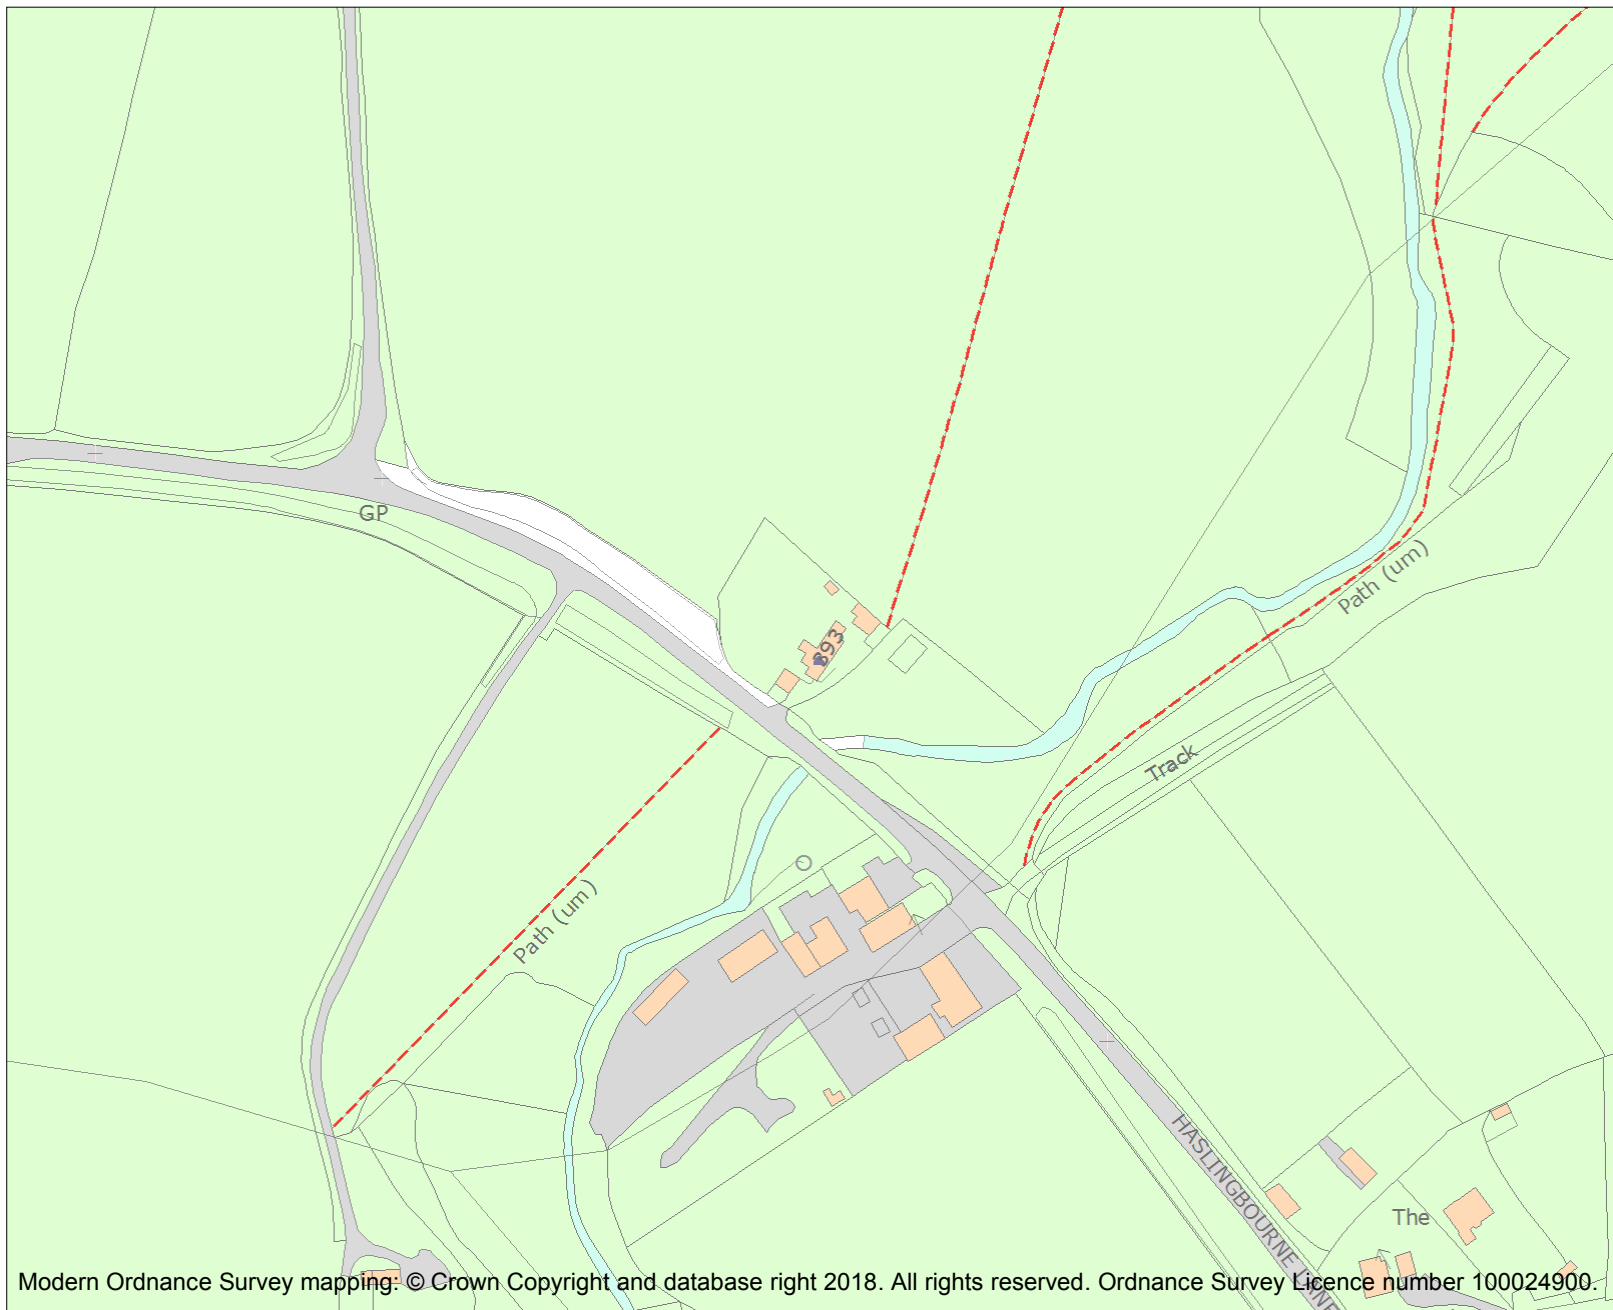 GP
Path (um)
393
Track
Path (um)
HASLINGBOURNE LANE
The
Modern Ordnance Survey mapping: © Crown Copyright and database right 2018. All rights reserved. Ordnance Survey Licence number 100024900.